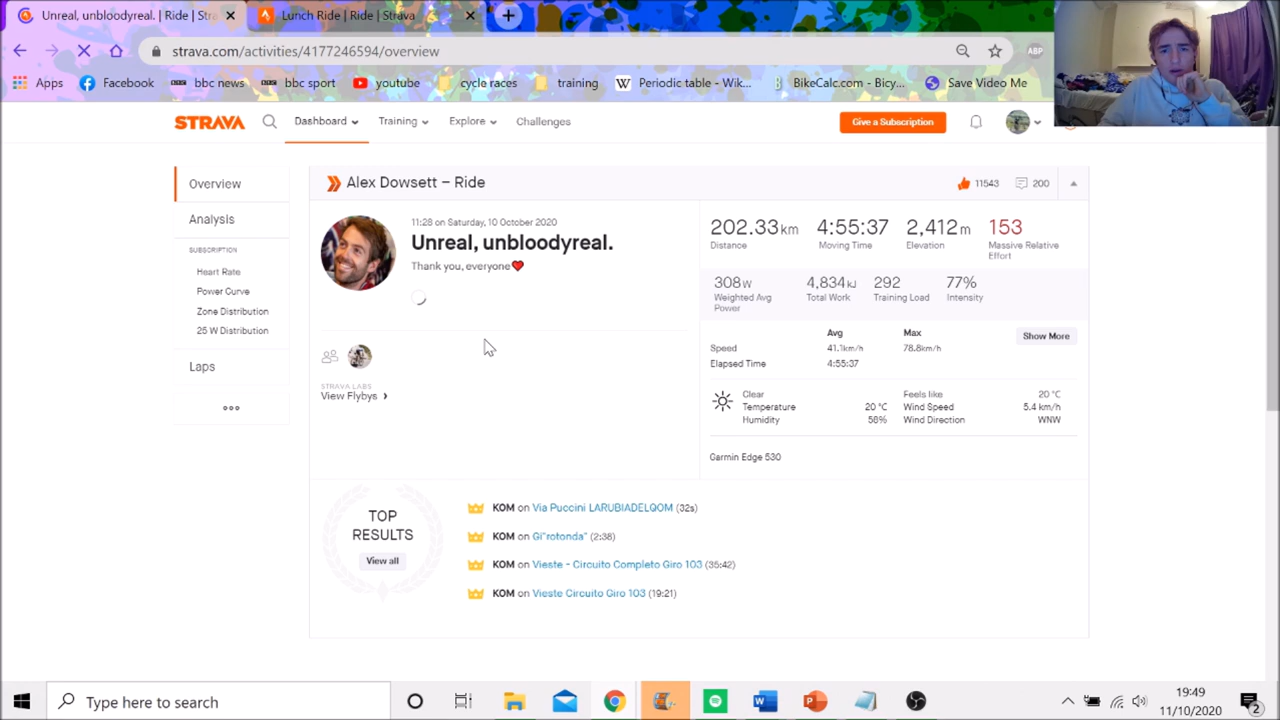 Unreal, unbloodyreal. | Ride | Stra
Lunch Ride | Ride | Strava
strava.com/activities/4177246594/overview
ABP
Apps
Facebook
bbc news
bbc sport
youtube
cycle races
training
Periodic table - Wik...
BikeCalc.com - Bicy...
Save Video Me
STRAVA
Dashboard
Training
Explore
Challenges
Give a Subscription
Overview
Analysis
SUBSCRIPTION
Heart Rate
Power Curve
Zone Distribution
25 W Distribution
Laps
Alex Dowsett – Ride
11543
200
11:28 on Saturday, 10 October 2020
Unreal, unbloodyreal.
Thank you, everyone❤
STRAVA LABS
View Flybys
202.33km
Distance
4:55:37
Moving Time
2,412m
Elevation
153
Massive Relative
Effort
308W
Weighted Avg
Power
4,834kJ
Total Work
292
Training Load
77%
Intensity
Avg
Max
Show More
Speed
41.1km/h
78.8km/h
Elapsed Time
4:55:37
Clear
Temperature
20 °C
Humidity
58%
Feels like
20 °C
Wind Speed
5.4 km/h
Wind Direction
WNW
Garmin Edge 530
TOP
RESULTS
View all
KOM on Via Puccini LARUBIADELQOM (32s)
KOM on Gi"rotonda" (2:38)
KOM on Vieste - Circuito Completo Giro 103 (35:42)
KOM on Vieste Circuito Giro 103 (19:21)
Type here to search
19:49
11/10/2020
2